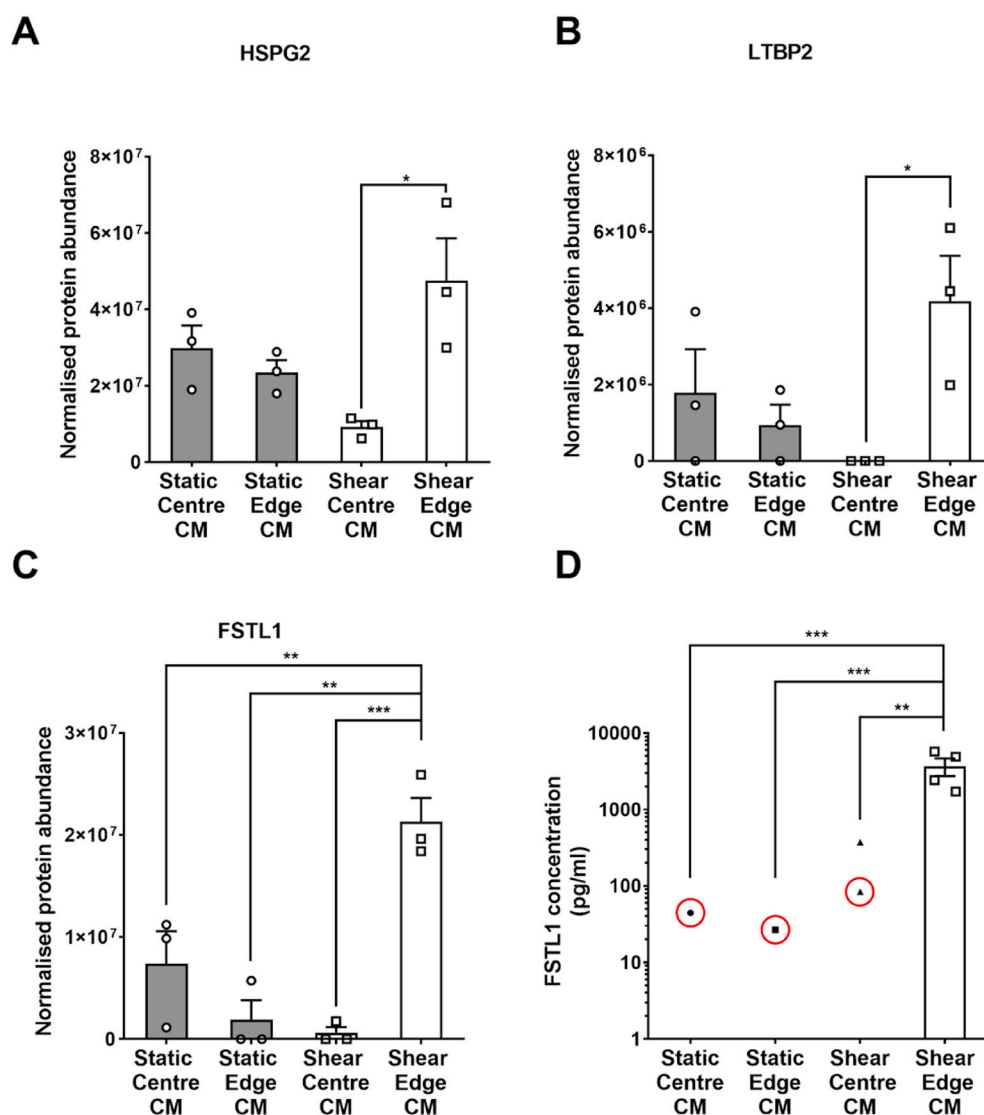 A
HSPG2
Normalised protein abundance
8×10⁷
6×10⁷
4×10⁷
2×10⁷
0
*
Static
Centre
CM
Static
Edge
CM
Shear
Centre
CM
Shear
Edge
CM
B
LTBP2
Normalised protein abundance
8×10⁶
6×10⁶
4×10⁶
2×10⁶
0
*
Static
Centre
CM
Static
Edge
CM
Shear
Centre
CM
Shear
Edge
CM
C
FSTL1
**
**
***
Normalised protein abundance
3×10⁷
2×10⁷
1×10⁷
0
Static
Centre
CM
Static
Edge
CM
Shear
Centre
CM
Shear
Edge
CM
D
***
***
**
FSTL1 concentration
(pg/ml)
10000
1000
100
10
1
Static
Centre
CM
Static
Edge
CM
Shear
Centre
CM
Shear
Edge
CM